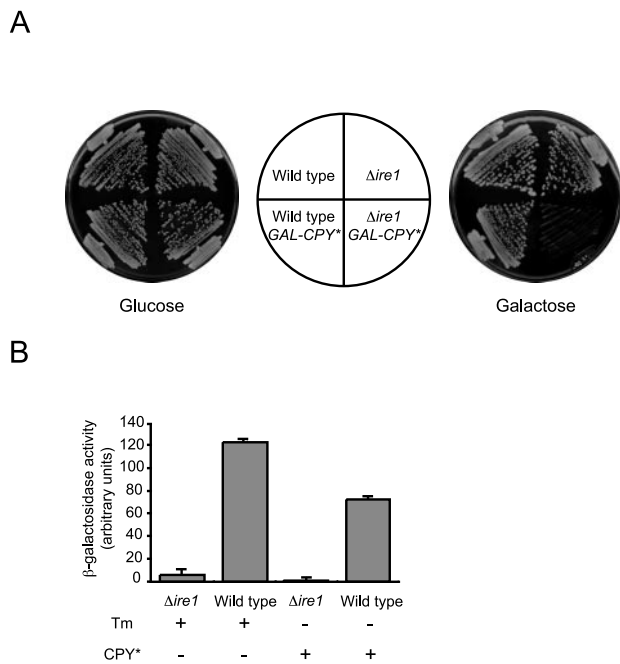 A
Wild type
Δire1
Wild type
GAL-CPY*
Δire1
GAL-CPY*
Glucose
Galactose
B
β-galactosidase activity
(arbitrary units)
140
120
100
80
60
40
20
0
Δire1 Wild type Δire1 Wild type
Tm + + - -
CPY* - - + +